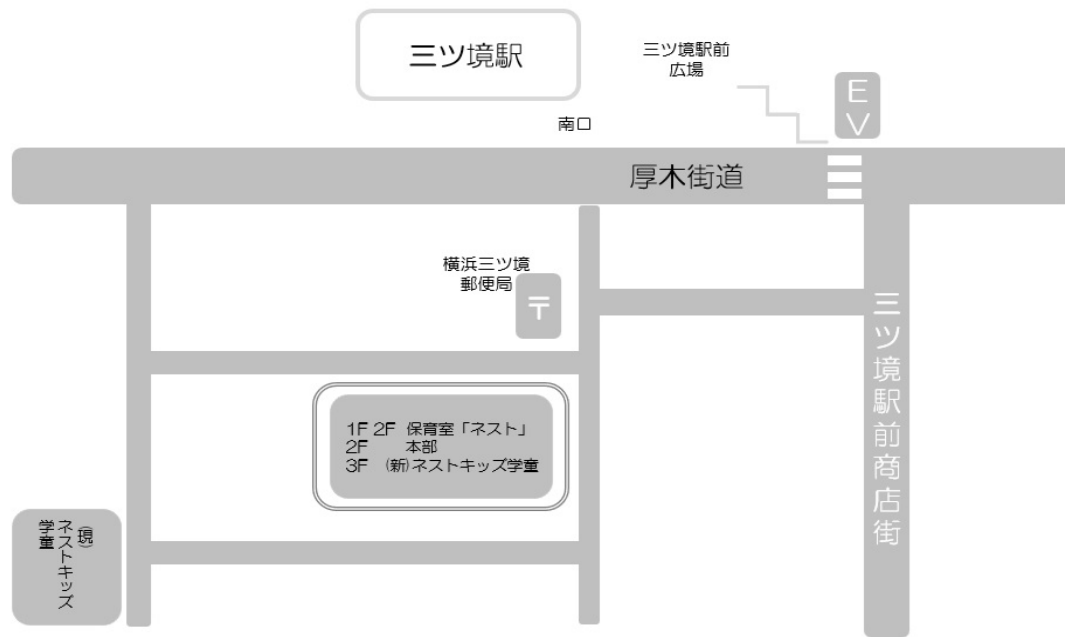 三ツ境駅
三ツ境駅前
広場
EV
南口
厚木街道
横浜三ツ境
郵便局
〒
三ツ境駅前商店街
1F 2F 保育室「ネスト」
2F 本部
3F (新)ネストキッズ学童
(現)
ネストキッズ
学童